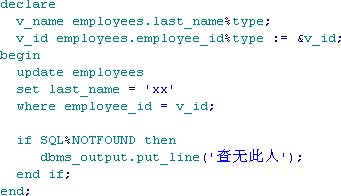 declare
  v_name employees.last_name%type;
  v_id employees.employee_id%type := &v_id;
begin
  update employees
  set last_name = 'xx'
  where employee_id = v_id;

  if SQL%NOTFOUND then
     dbms_output.put_line('查无此人');
  end if;
end;